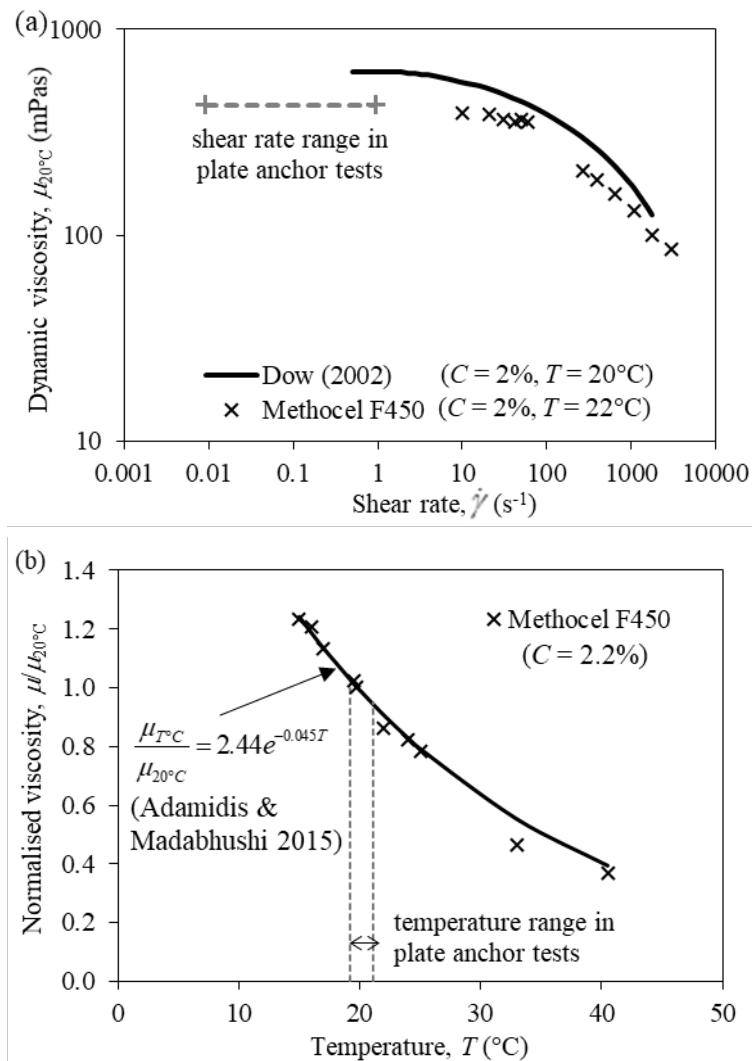 (a)
1000
100
10
Dynamic viscosity, μ20°C (mPas)
shear rate range in
plate anchor tests
Dow (2002) (C = 2%, T = 20°C)
Methocel F450 (C = 2%, T = 22°C)
0.001 0.01 0.1 1 10 100 1000 10000
Shear rate, γ̇ (s⁻¹)
(b)
1.4
1.2
1.0
0.8
0.6
0.4
0.2
0.0
Normalised viscosity, μ/μ20°C
Methocel F450
(C = 2.2%)
μT°C/μ20°C = 2.44e^-0.045T
(Adamidis &
Madabhushi 2015)
temperature range in
plate anchor tests
0 10 20 30 40 50
Temperature, T (°C)